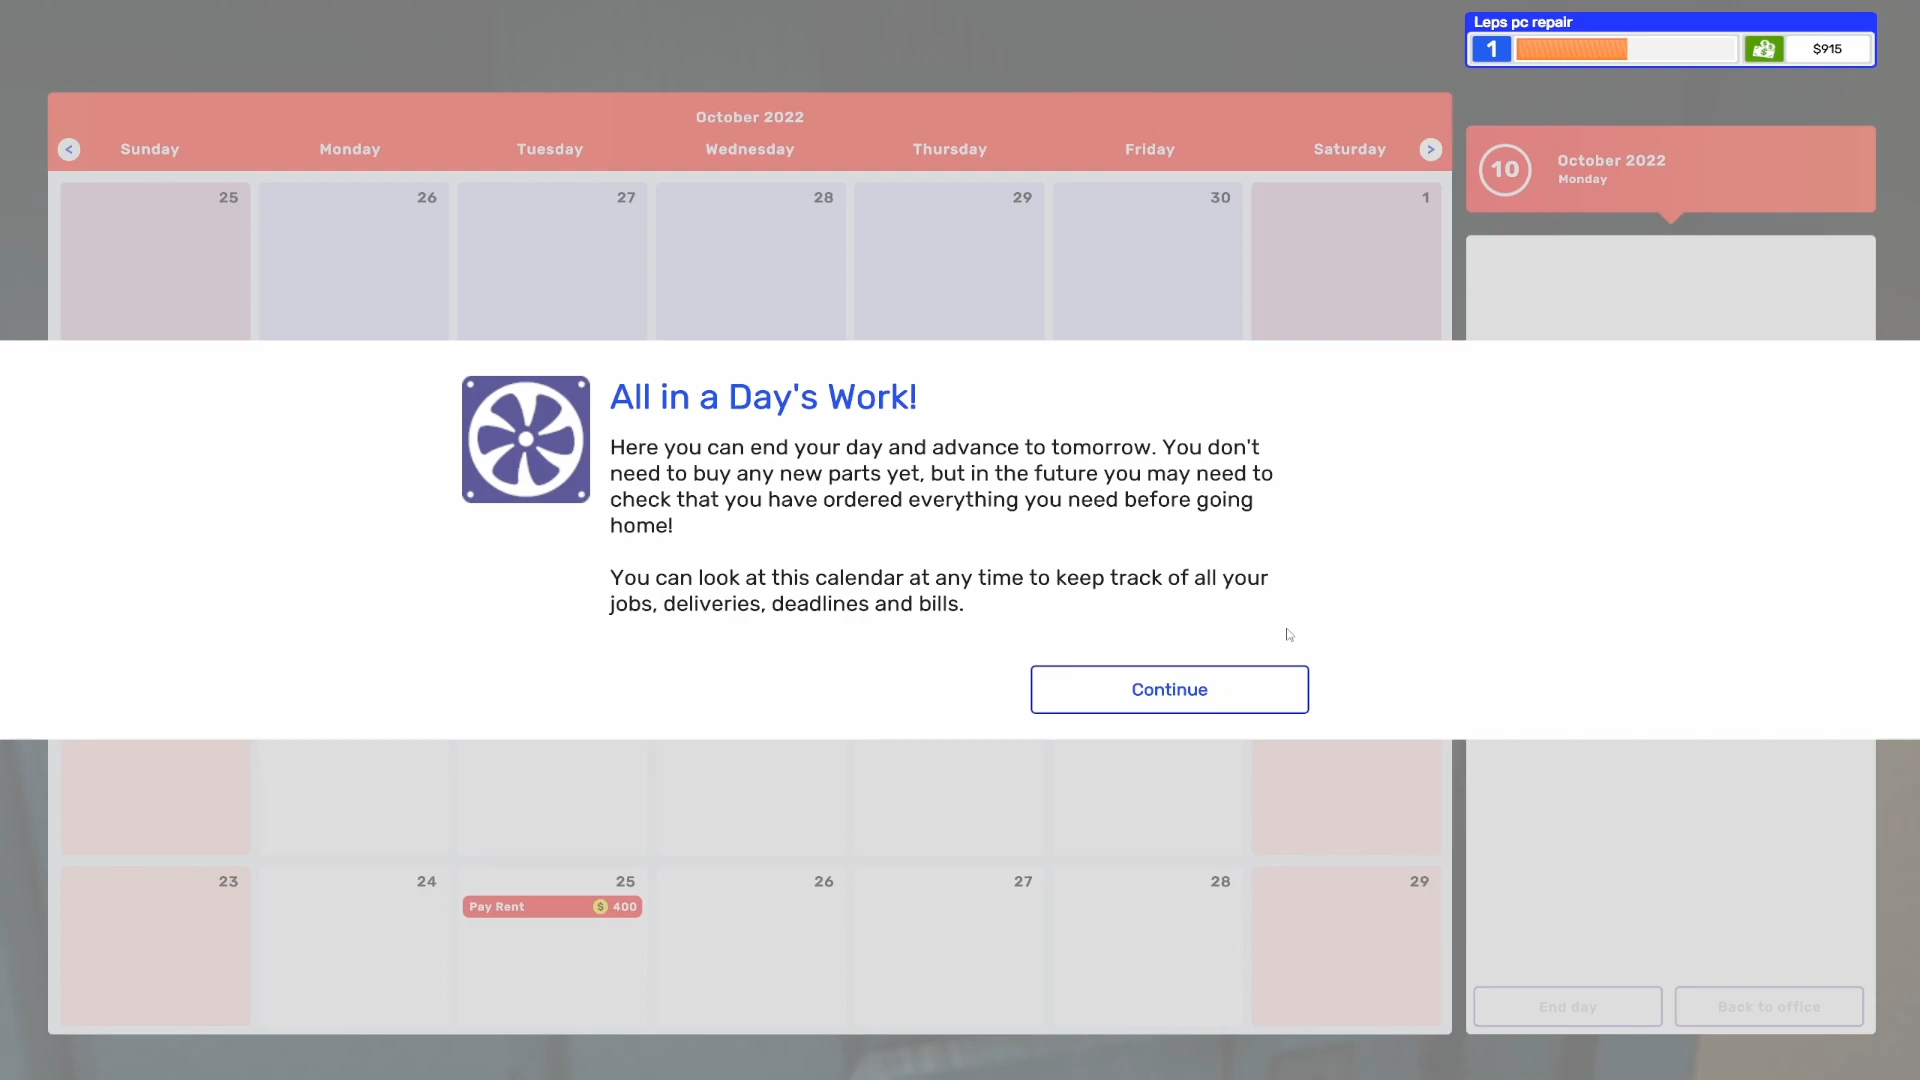 Leps pc repair
1
$915
October 2022
< Sunday Monday Tuesday Wednesday Thursday Friday Saturday >
10
October 2022
Monday
25 26 27 28 29 30 1
All in a Day's Work!
Here you can end your day and advance to tomorrow. You don't
need to buy any new parts yet, but in the future you may need to
check that you have ordered everything you need before going
home!
You can look at this calendar at any time to keep track of all your
jobs, deliveries, deadlines and bills.
Continue
23 24 25 26 27 28 29
Pay Rent $ 400
End day
Back to office